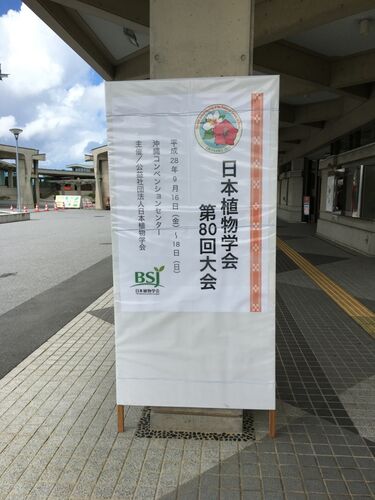 日本植物学会
第80回大会
平成28年9月16日(金)～18日(日)
沖縄コンベンションセンター
主催／公益社団法人日本植物学会
BSJ
日本植物学会